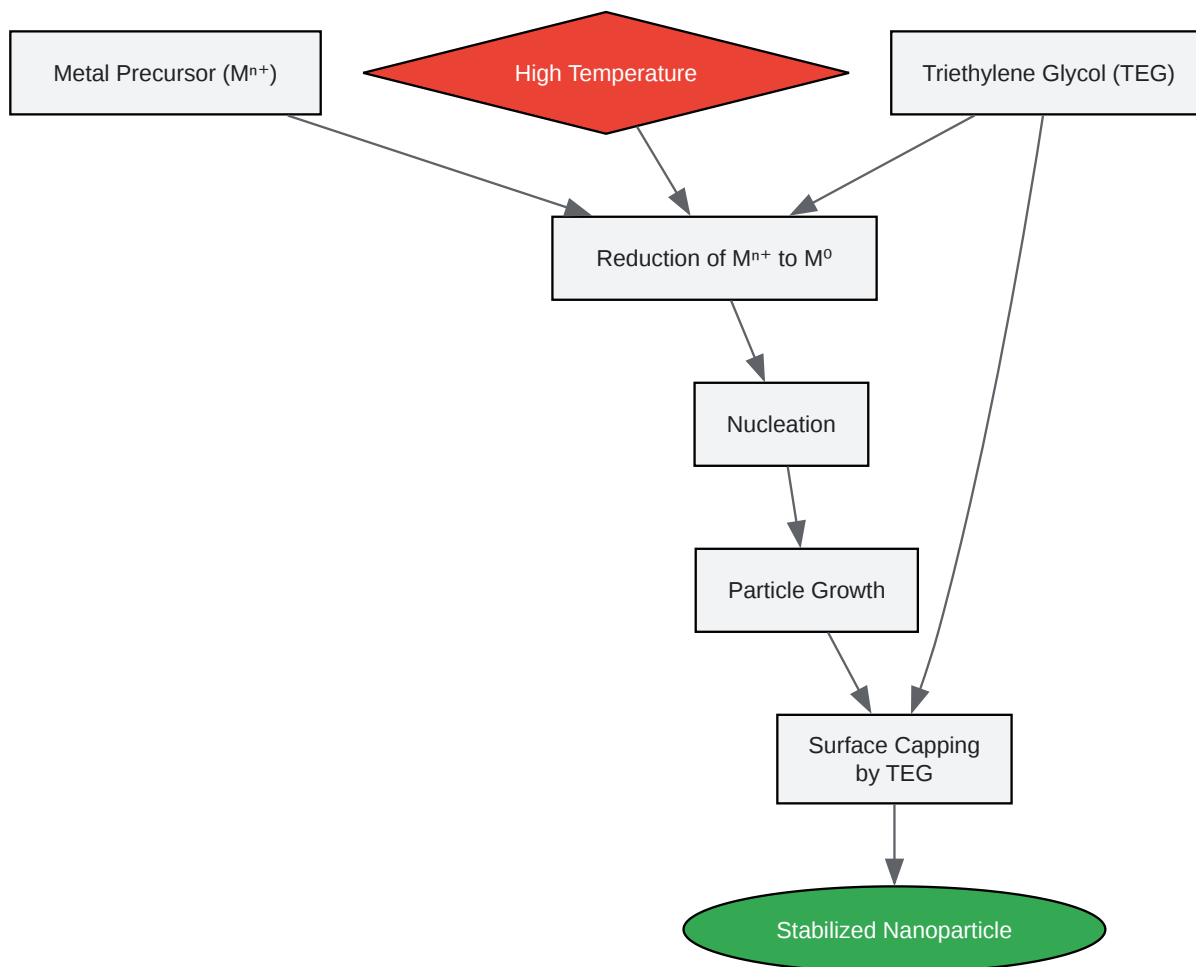 Metal Precursor (Mⁿ⁺)
High Temperature
Triethylene Glycol (TEG)
Reduction of Mⁿ⁺ to M⁰
Nucleation
Particle Growth
Surface Capping
by TEG
Stabilized Nanoparticle